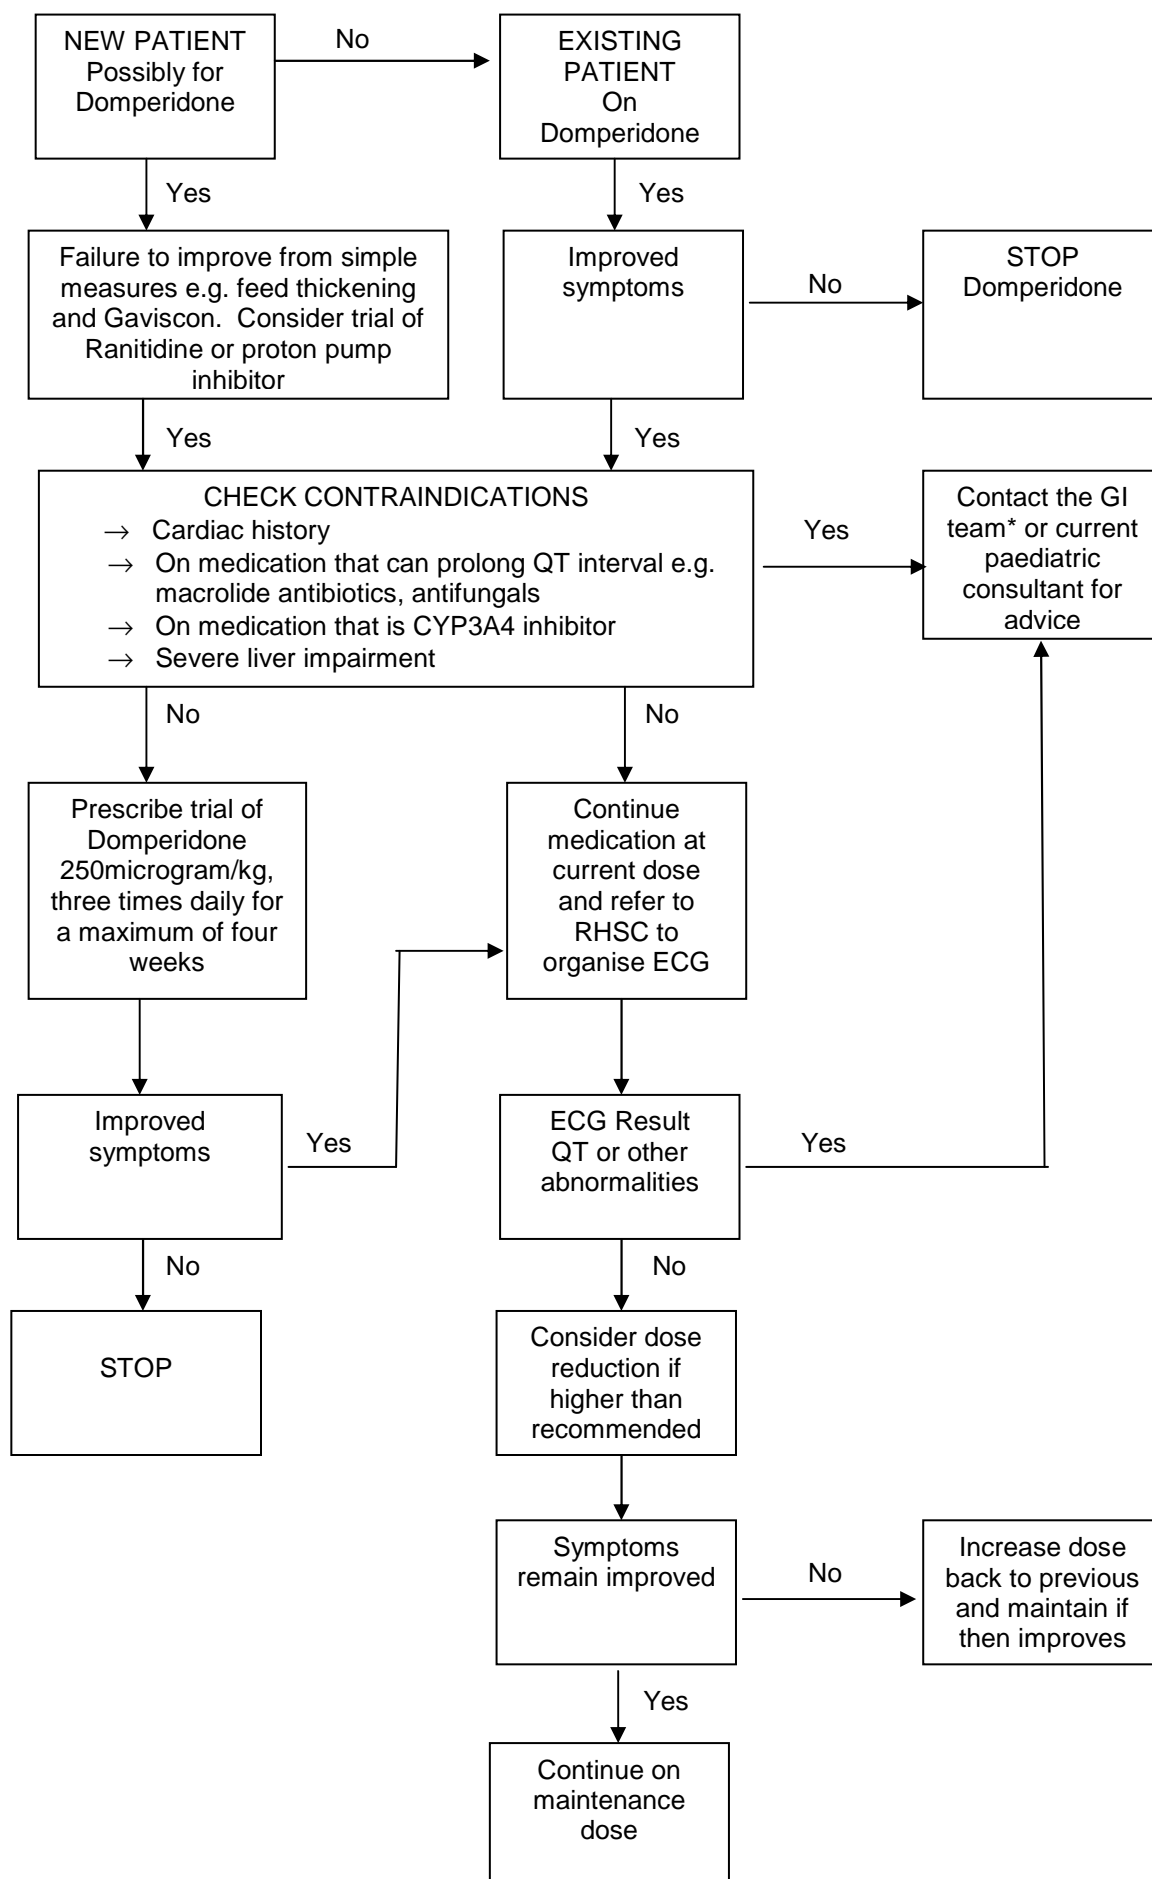 NEW PATIENT
Possibly for
Domperidone
No
EXISTING
PATIENT
On
Domperidone
Yes
Yes
Failure to improve from simple
measures e.g. feed thickening
and Gaviscon. Consider trial of
Ranitidine or proton pump
inhibitor
Improved
symptoms
No
STOP
Domperidone
Yes
Yes
CHECK CONTRAINDICATIONS
→ Cardiac history
→ On medication that can prolong QT interval e.g.
macrolide antibiotics, antifungals
→ On medication that is CYP3A4 inhibitor
→ Severe liver impairment
Yes
Contact the GI
team* or current
paediatric
consultant for
advice
No
No
Prescribe trial of
Domperidone
250microgram/kg,
three times daily for
a maximum of four
weeks
Continue
medication at
current dose
and refer to
RHSC to
organise ECG
Improved
symptoms
Yes
ECG Result
QT or other
abnormalities
Yes
No
No
STOP
Consider dose
reduction if
higher than
recommended
Symptoms
remain improved
No
Increase dose
back to previous
and maintain if
then improves
Yes
Continue on
maintenance
dose